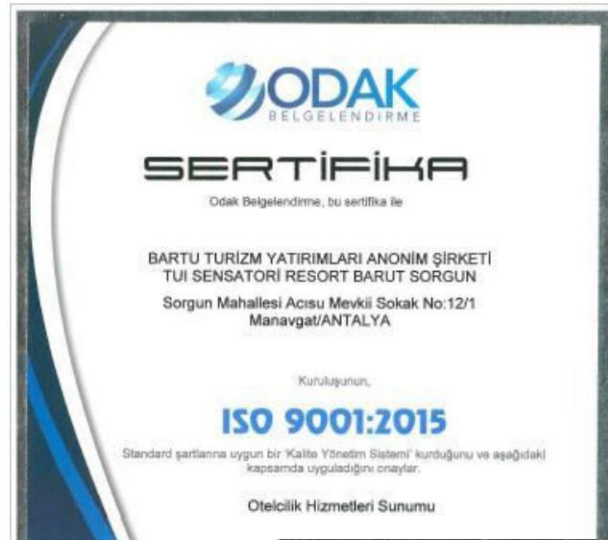 ODAK
BELGELENDİRME
SERTİFİKA
Odak Belgelendirme, bu sertifika ile
BARTU TURİZM YATIRIMLARI ANONİM ŞİRKETİ
TUI SENSATORİ RESORT BARUT SORGUN
Sorgun Mahallesi Acısu Mevkii Sokak No:12/1
Manavgat/ANTALYA
Kuruluşunun,
ISO 9001:2015
Standard şartlarına uygun bir 'Kalite Yönetim Sistemi' kurduğunu ve aşağıdaki
kapsamda uyguladığını onaylar.
Otelcilik Hizmetleri Sunumu